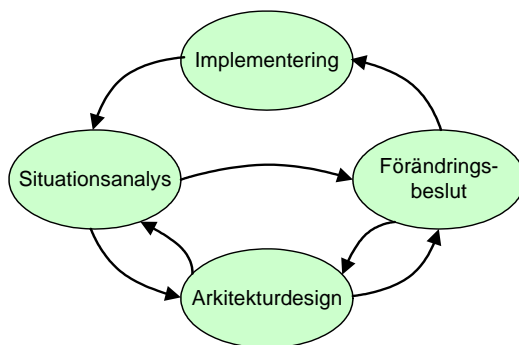 Implementering
Situationsanalys
Förändrings-
beslut
Arkitekturdesign